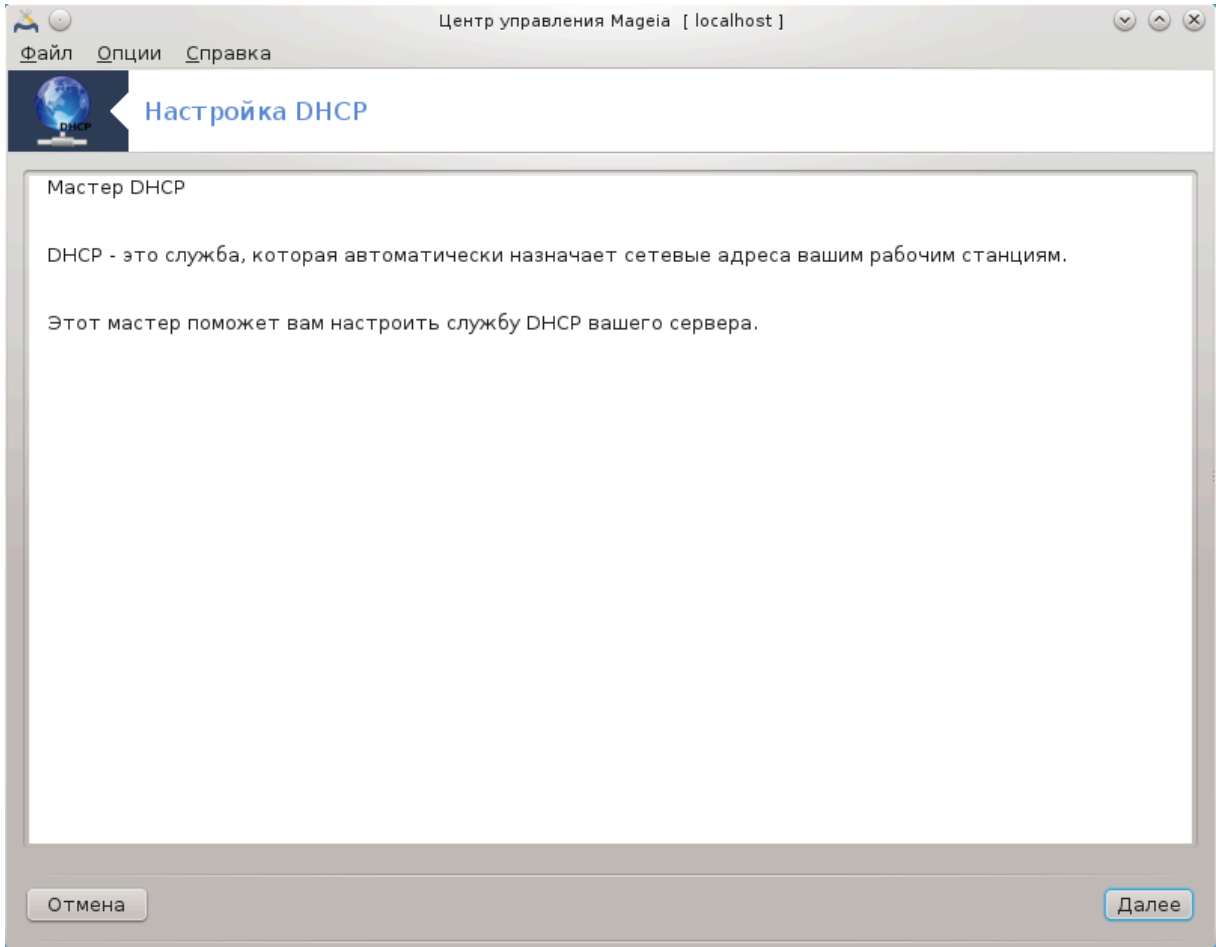 Центр управления Mageia [ localhost ]
Файл Опции Справка
DHCP
Настройка DHCP
Мастер DHCP
DHCP - это служба, которая автоматически назначает сетевые адреса вашим рабочим станциям.
Этот мастер поможет вам настроить службу DHCP вашего сервера.
Отмена
Далее